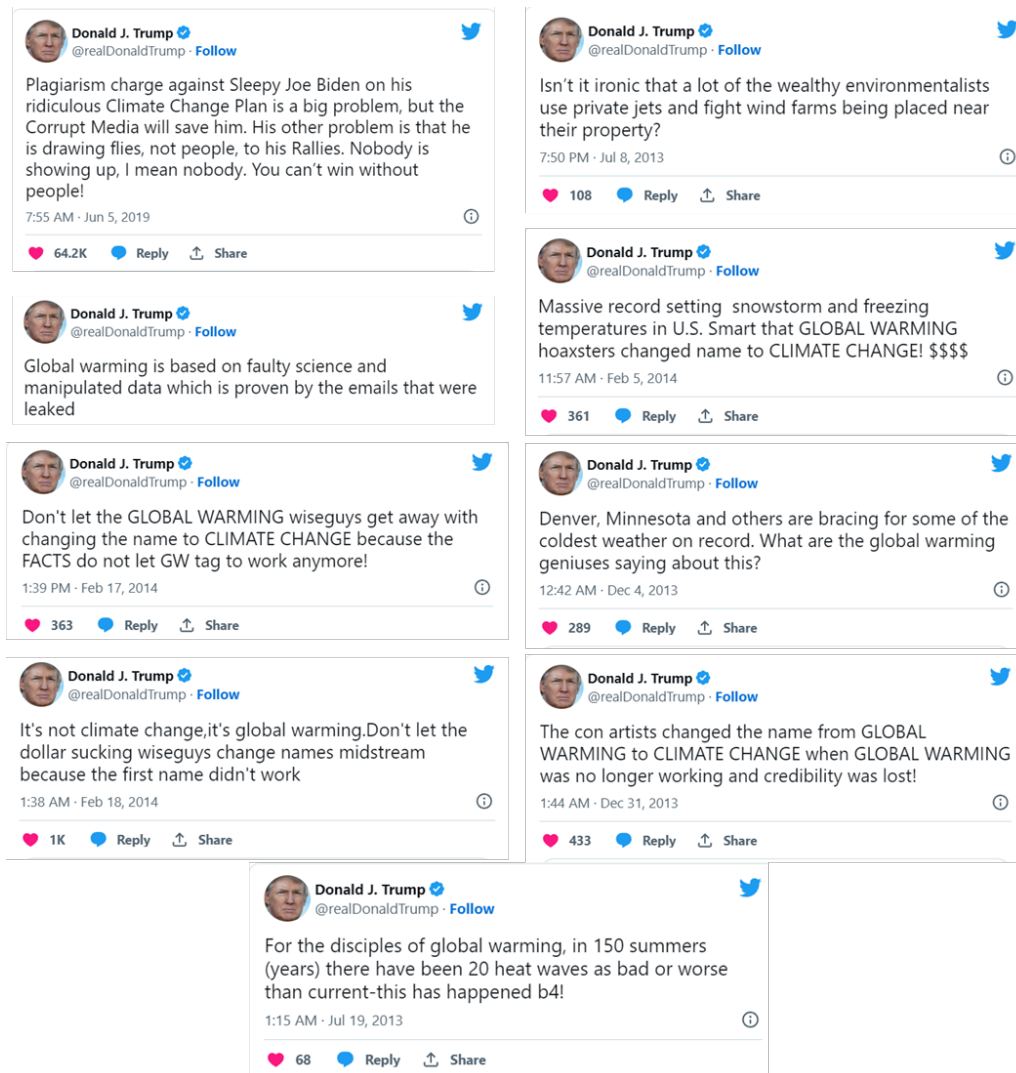 Donald J. Trump
@realDonaldTrump · Follow
Plagiarism charge against Sleepy Joe Biden on his
ridiculous Climate Change Plan is a big problem, but the
Corrupt Media will save him. His other problem is that he
is drawing flies, not people, to his Rallies. Nobody is
showing up, I mean nobody. You can't win without
people!
7:55 AM · Jun 5, 2019
64.2K Reply Share
Donald J. Trump
@realDonaldTrump · Follow
Isn't it ironic that a lot of the wealthy environmentalists
use private jets and fight wind farms being placed near
their property?
7:50 PM · Jul 8, 2013
108 Reply Share
Donald J. Trump
@realDonaldTrump · Follow
Global warming is based on faulty science and
manipulated data which is proven by the emails that were
leaked
Donald J. Trump
@realDonaldTrump · Follow
Massive record setting snowstorm and freezing
temperatures in U.S. Smart that GLOBAL WARMING
hoaxsters changed name to CLIMATE CHANGE! $$$$
11:57 AM · Feb 5, 2014
361 Reply Share
Donald J. Trump
@realDonaldTrump · Follow
Don't let the GLOBAL WARMING wiseguys get away with
changing the name to CLIMATE CHANGE because the
FACTS do not let GW tag to work anymore!
1:39 PM · Feb 17, 2014
363 Reply Share
Donald J. Trump
@realDonaldTrump · Follow
Denver, Minnesota and others are bracing for some of the
coldest weather on record. What are the global warming
geniuses saying about this?
12:42 AM · Dec 4, 2013
289 Reply Share
Donald J. Trump
@realDonaldTrump · Follow
It's not climate change,it's global warming.Don't let the
dollar sucking wiseguys change names midstream
because the first name didn't work
1:38 AM · Feb 18, 2014
1K Reply Share
Donald J. Trump
@realDonaldTrump · Follow
The con artists changed the name from GLOBAL
WARMING to CLIMATE CHANGE when GLOBAL WARMING
was no longer working and credibility was lost!
1:44 AM · Dec 31, 2013
433 Reply Share
Donald J. Trump
@realDonaldTrump · Follow
For the disciples of global warming, in 150 summers
(years) there have been 20 heat waves as bad or worse
than current-this has happened b4!
1:15 AM · Jul 19, 2013
68 Reply Share